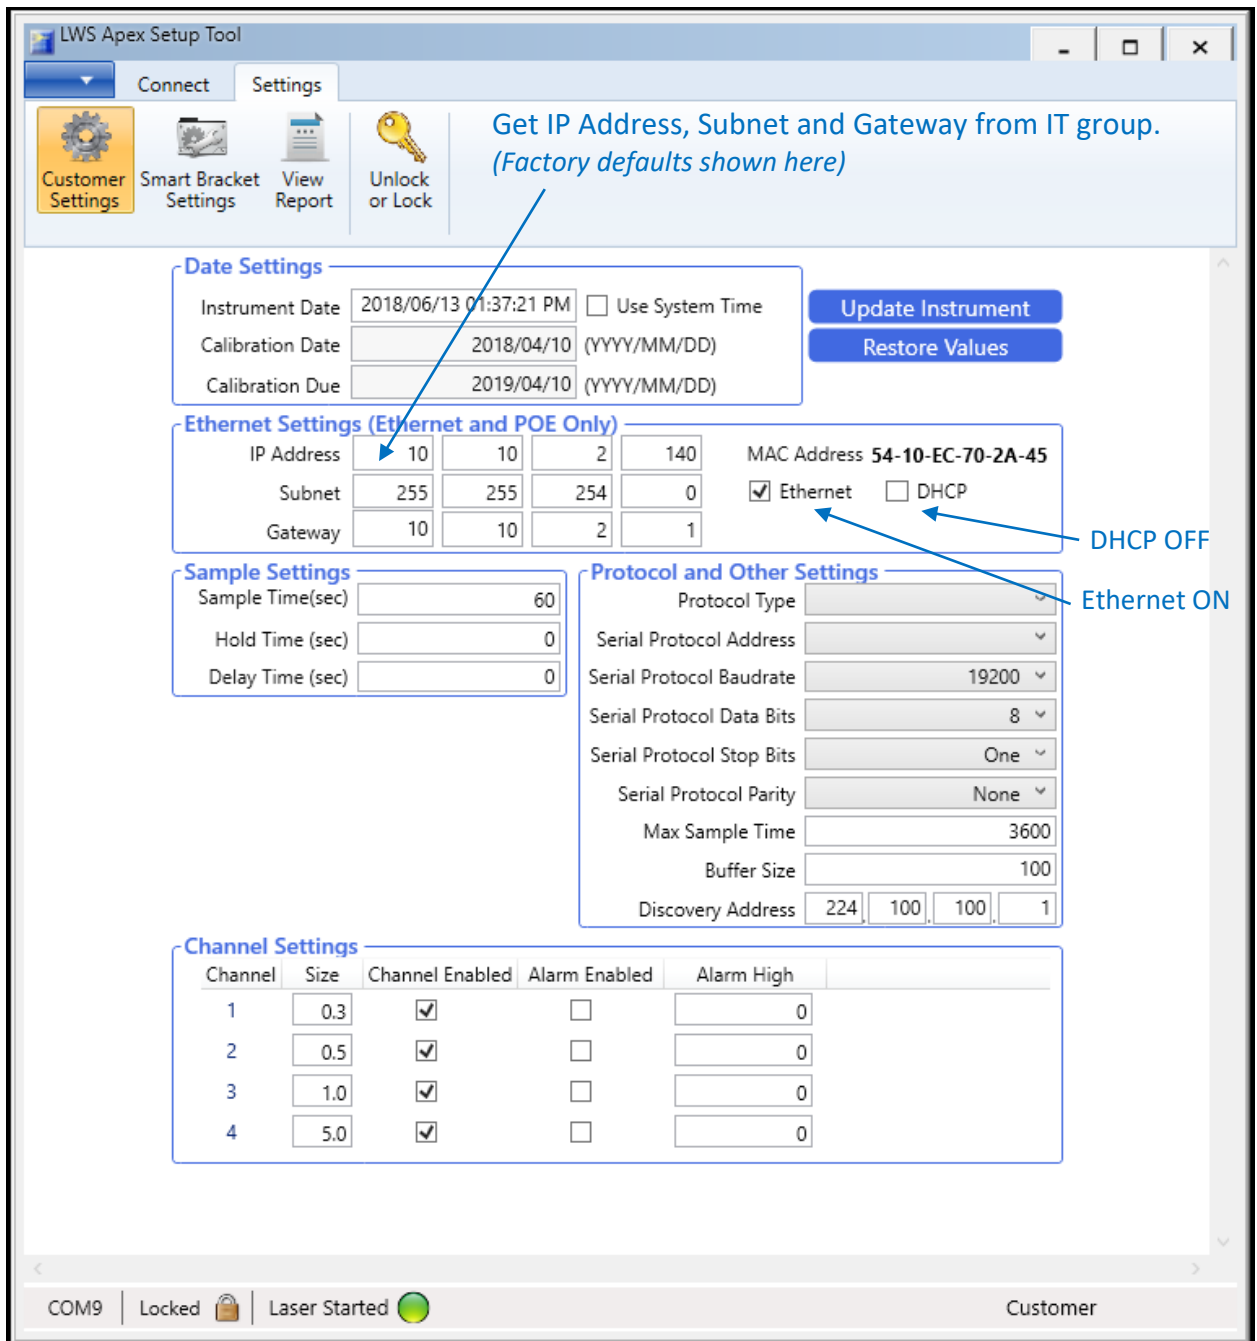 LWS Apex Setup Tool
Connect Settings
Customer Settings
Smart Bracket Settings
View Report
Unlock or Lock
Get IP Address, Subnet and Gateway from IT group.
(Factory defaults shown here)
Date Settings
Instrument Date 2018/06/13 01:37:21 PM Use System Time
Calibration Date 2018/04/10 (YYYY/MM/DD)
Calibration Due 2019/04/10 (YYYY/MM/DD)
Update Instrument
Restore Values
Ethernet Settings (Ethernet and POE Only)
IP Address 10 10 2 140 MAC Address 54-10-EC-70-2A-45
Subnet 255 255 254 0 Ethernet DHCP
Gateway 10 10 2 1
DHCP OFF
Ethernet ON
Sample Settings
Sample Time(sec) 60
Hold Time (sec) 0
Delay Time (sec) 0
Protocol and Other Settings
Protocol Type
Serial Protocol Address
Serial Protocol Baudrate 19200
Serial Protocol Data Bits 8
Serial Protocol Stop Bits One
Serial Protocol Parity None
Max Sample Time 3600
Buffer Size 100
Discovery Address 224 . 100 . 100 . 1
Channel Settings
Channel Size Channel Enabled Alarm Enabled Alarm High
1 0.3 0
2 0.5 0
3 1.0 0
4 5.0 0
COM9 Locked Laser Started Customer